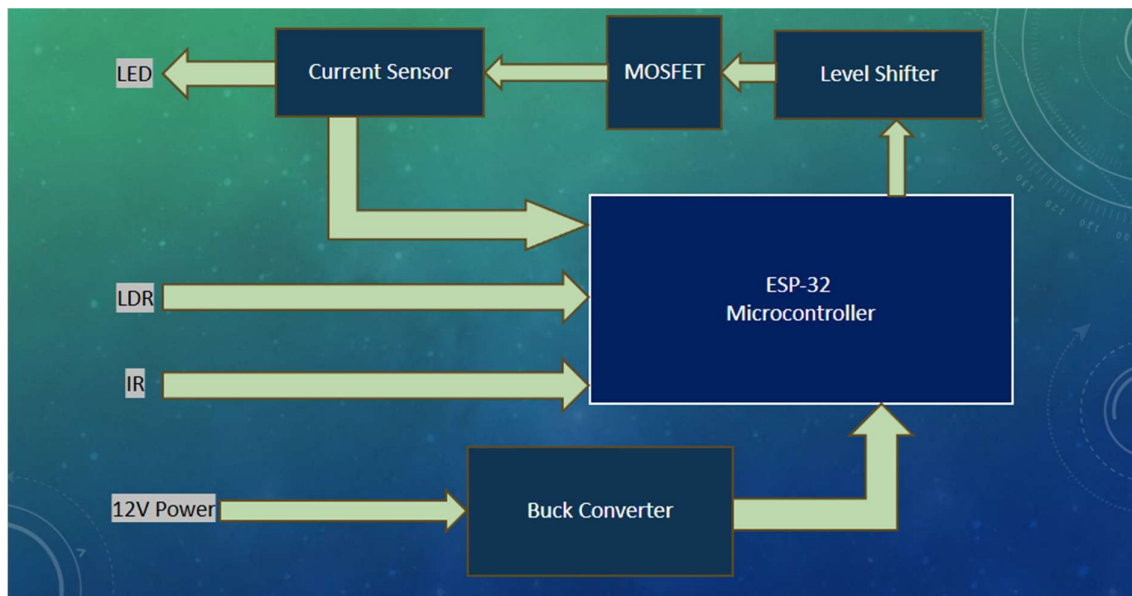 LED
Current Sensor
MOSFET
Level Shifter
LDR
ESP-32
Microcontroller
IR
12V Power
Buck Converter